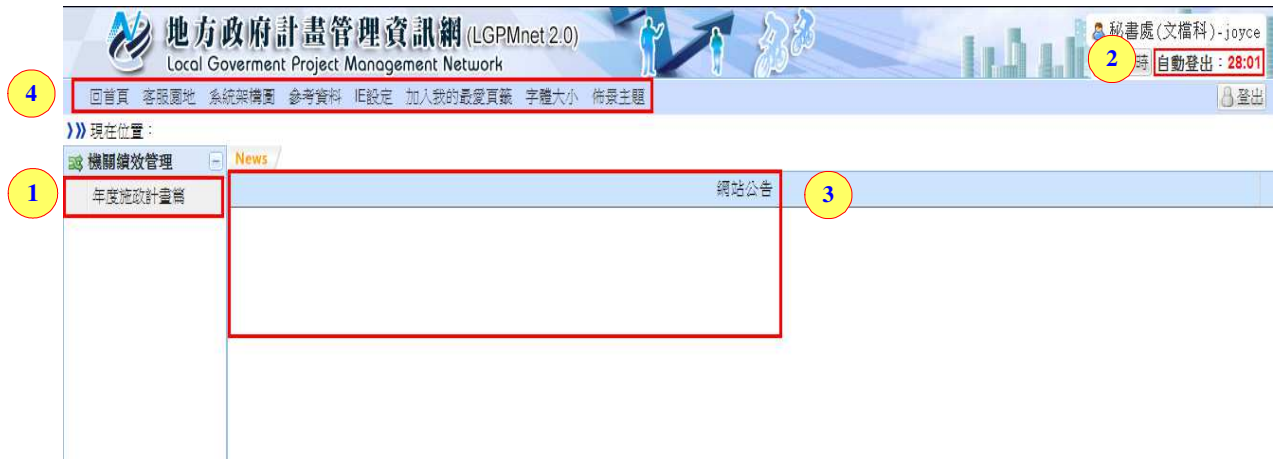 地方政府計畫管理資訊網(LGPMnet 2.0)
Local Goverment Project Management Network
秘書處(文檔科)-joyce
2
時 自動登出：28:01
4
回首頁 客服園地 系統架構圖 參考資料 IE設定 加入我的最愛頁籤 字體大小 佈景主題
登出
現在位置：
機關績效管理
News
1
年度施政計畫篇
網站公告
3